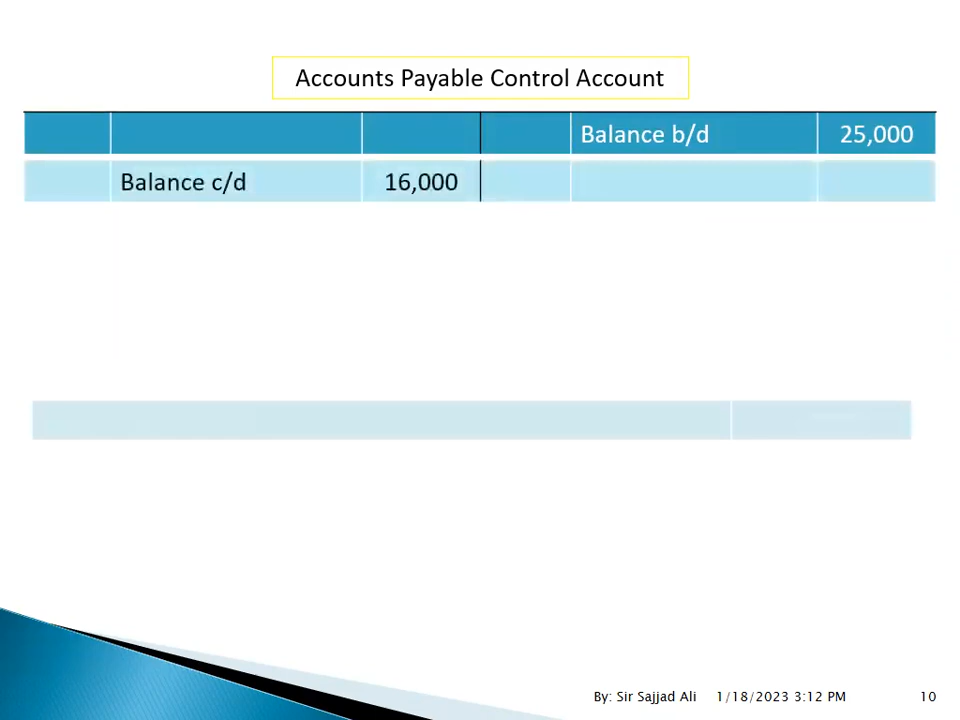 Accounts Payable Control Account
Balance b/d 25,000
Balance c/d 16,000
By: Sir Sajjad Ali 1/18/2023 3:12 PM 10